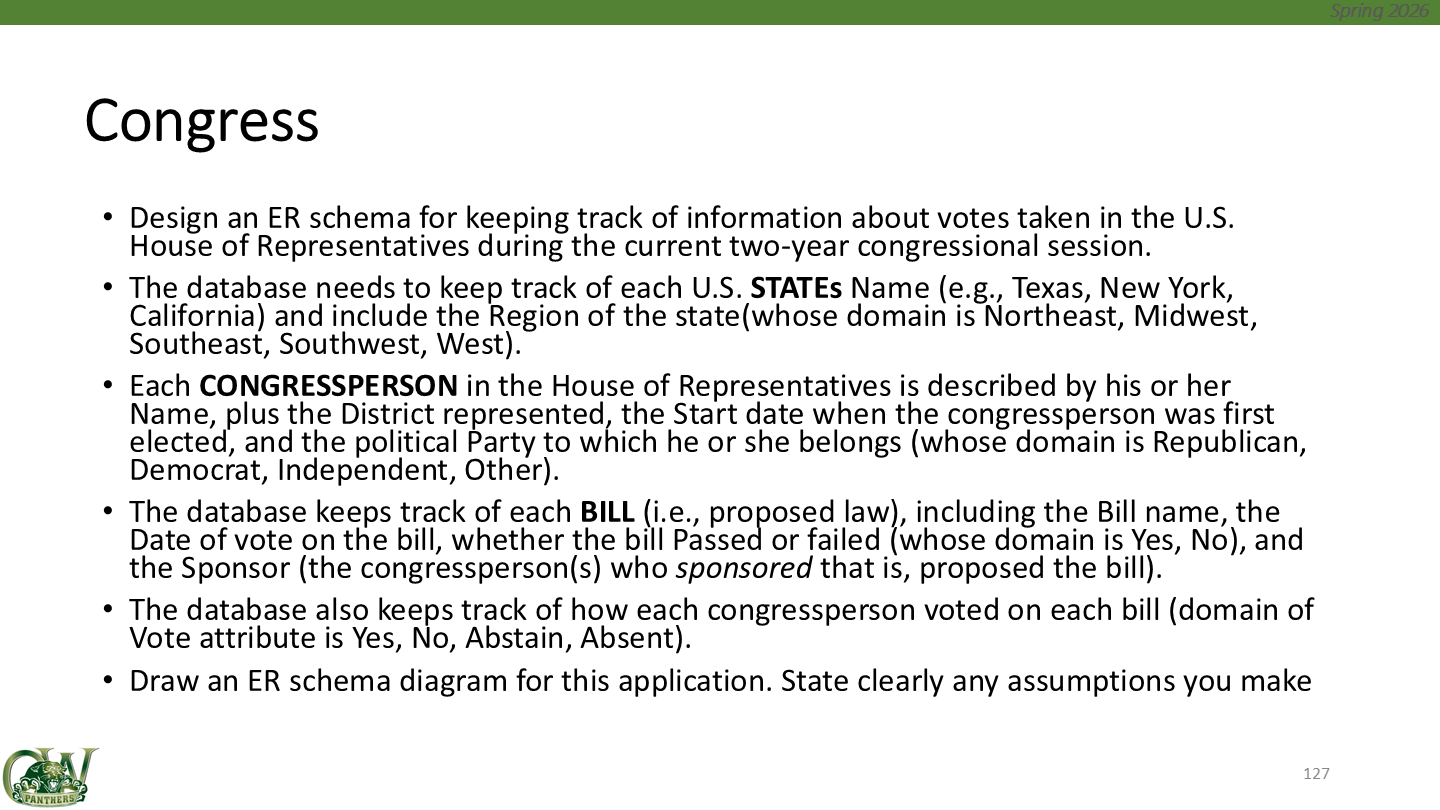 Spring 2026
Congress
• Design an ER schema for keeping track of information about votes taken in the U.S.
House of Representatives during the current two-year congressional session.
• The database needs to keep track of each U.S. STATEs Name (e.g., Texas, New York,
California) and include the Region of the state(whose domain is Northeast, Midwest,
Southeast, Southwest, West).
• Each CONGRESSPERSON in the House of Representatives is described by his or her
Name, plus the District represented, the Start date when the congressperson was first
elected, and the political Party to which he or she belongs (whose domain is Republican,
Democrat, Independent, Other).
• The database keeps track of each BILL (i.e., proposed law), including the Bill name, the
Date of vote on the bill, whether the bill Passed or failed (whose domain is Yes, No), and
the Sponsor (the congressperson(s) who sponsored that is, proposed the bill).
• The database also keeps track of how each congressperson voted on each bill (domain of
Vote attribute is Yes, No, Abstain, Absent).
• Draw an ER schema diagram for this application. State clearly any assumptions you make
OW
PANTHERS
127